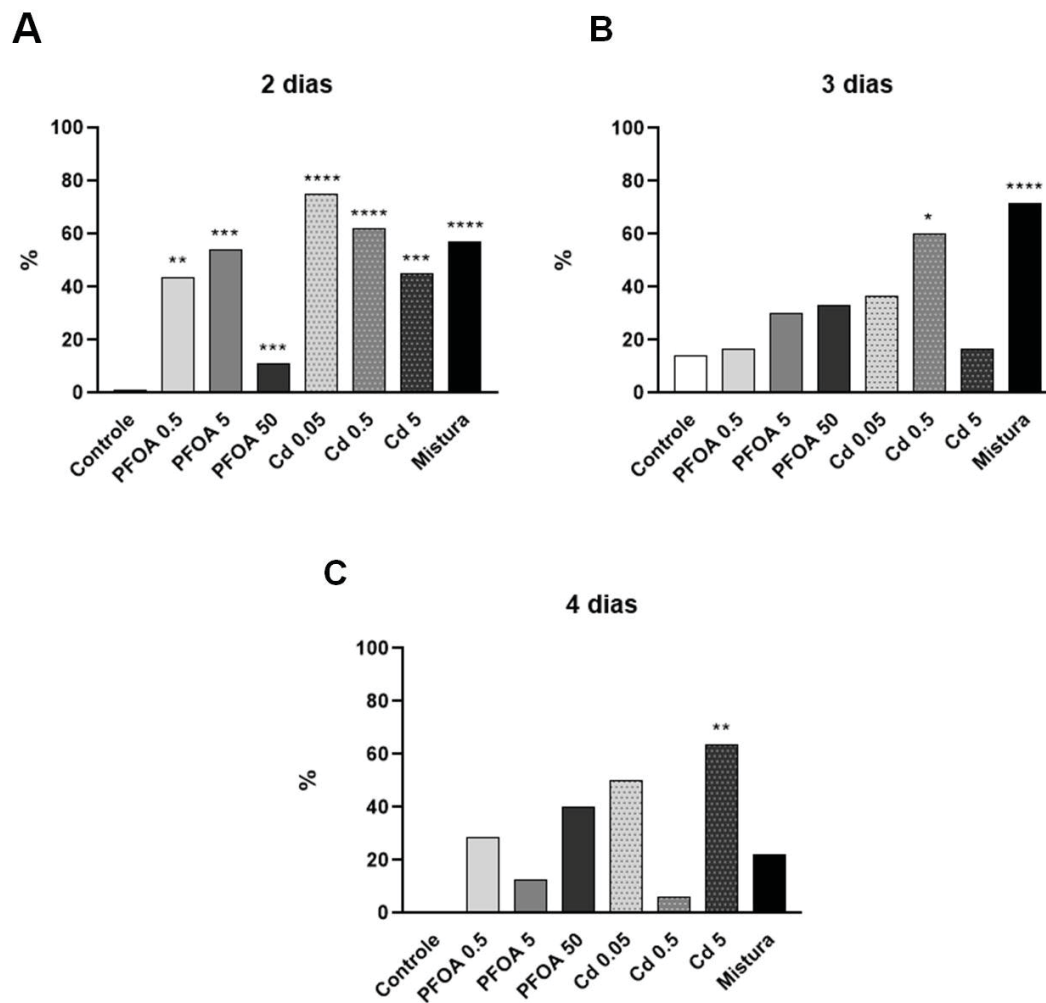 A
2 dias
%
100
80
60
40
20
0
**
***
***
****
****
***
****
Controle
PFOA 0.5
PFOA 5
PFOA 50
Cd 0.05
Cd 0.5
Cd 5
Mistura
B
3 dias
%
100
80
60
40
20
0
*
****
Controle
PFOA 0.5
PFOA 5
PFOA 50
Cd 0.05
Cd 0.5
Cd 5
Mistura
C
4 dias
%
100
80
60
40
20
0
**
Controle
PFOA 0.5
PFOA 5
PFOA 50
Cd 0.05
Cd 0.5
Cd 5
Mistura